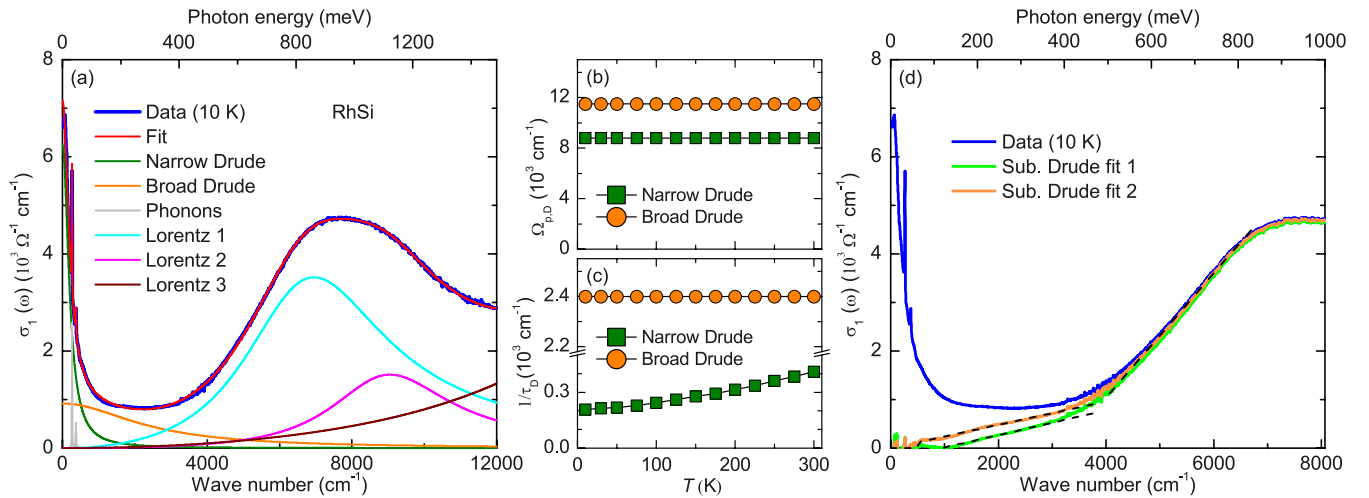 Photon energy (meV)
0 400 800 1200
(a)
RhSi
Data (10 K)
Fit
Narrow Drude
Broad Drude
Phonons
Lorentz 1
Lorentz 2
Lorentz 3
8
6
4
2
0
σ₁ (ω) (10³ Ω⁻¹ cm⁻¹)
0 4000 8000 12000
Wave number (cm⁻¹)
(b)
12
8
4
0
Ωp,D (10³ cm⁻¹)
Narrow Drude
Broad Drude
(c)
2.4
2.2
0.3
0.0
1/τD (10³ cm⁻¹)
Narrow Drude
Broad Drude
0 100 200 300
T (K)
Photon energy (meV)
0 200 400 600 800 1000
(d)
Data (10 K)
Sub. Drude fit 1
Sub. Drude fit 2
8
6
4
2
0
σ₁ (ω) (10³ Ω⁻¹ cm⁻¹)
0 2000 4000 6000 8000
Wave number (cm⁻¹)